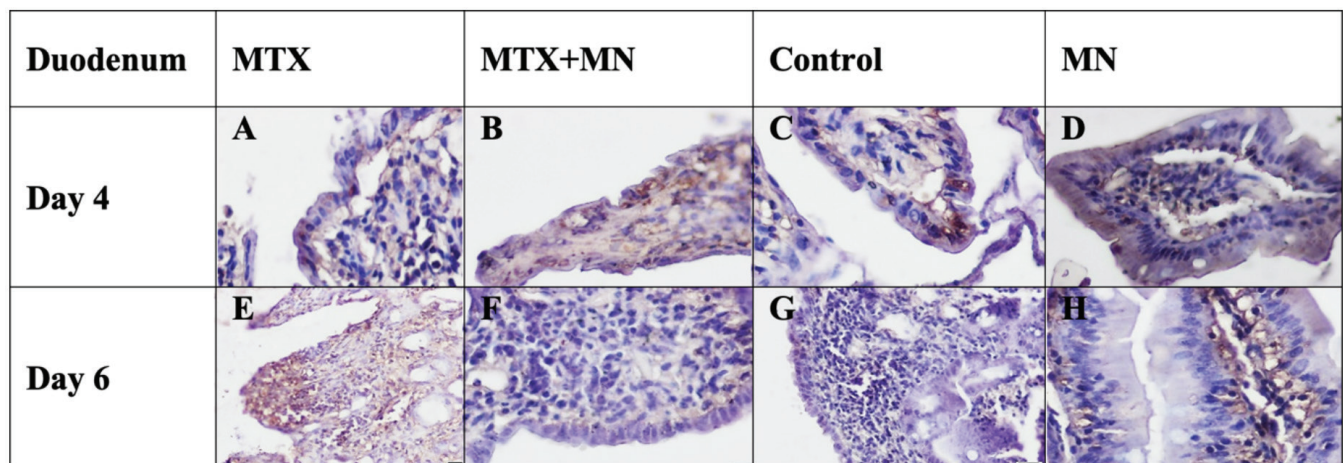 Duodenum MTX MTX+MN Control MN
Day 4 A B C D
Day 6 E F G H